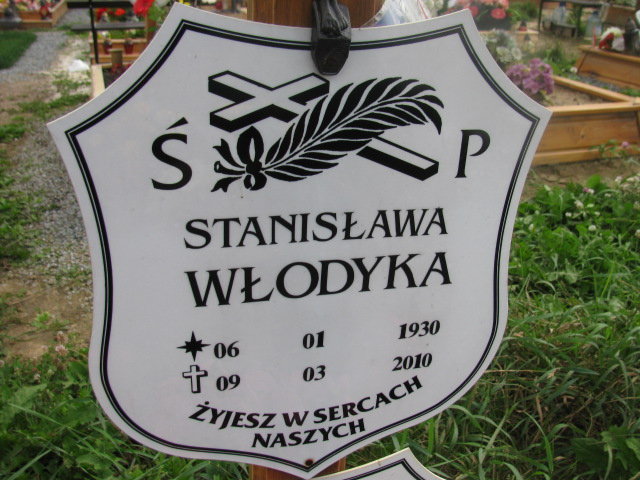 Ś P
STANISŁAWA
WŁODYKA
06 01 1930
09 03 2010
ŻYJESZ W SERCACH
NASZYCH